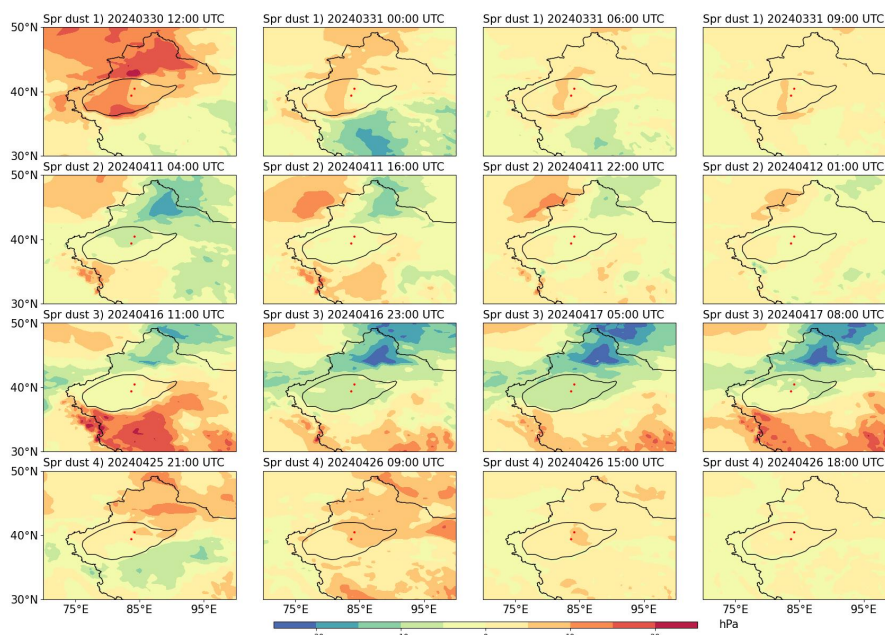 Spr dust 1) 20240330 12:00 UTC
Spr dust 1) 20240331 00:00 UTC
Spr dust 1) 20240331 06:00 UTC
Spr dust 1) 20240331 09:00 UTC
50°N
40°N
30°N
Spr dust 2) 20240411 04:00 UTC
Spr dust 2) 20240411 16:00 UTC
Spr dust 2) 20240411 22:00 UTC
Spr dust 2) 20240412 01:00 UTC
50°N
40°N
30°N
Spr dust 3) 20240416 11:00 UTC
Spr dust 3) 20240416 23:00 UTC
Spr dust 3) 20240417 05:00 UTC
Spr dust 3) 20240417 08:00 UTC
50°N
40°N
30°N
Spr dust 4) 20240425 21:00 UTC
Spr dust 4) 20240426 09:00 UTC
Spr dust 4) 20240426 15:00 UTC
Spr dust 4) 20240426 18:00 UTC
50°N
40°N
30°N
75°E 85°E 95°E 75°E 85°E 95°E 75°E 85°E 95°E 75°E 85°E 95°E
hPa